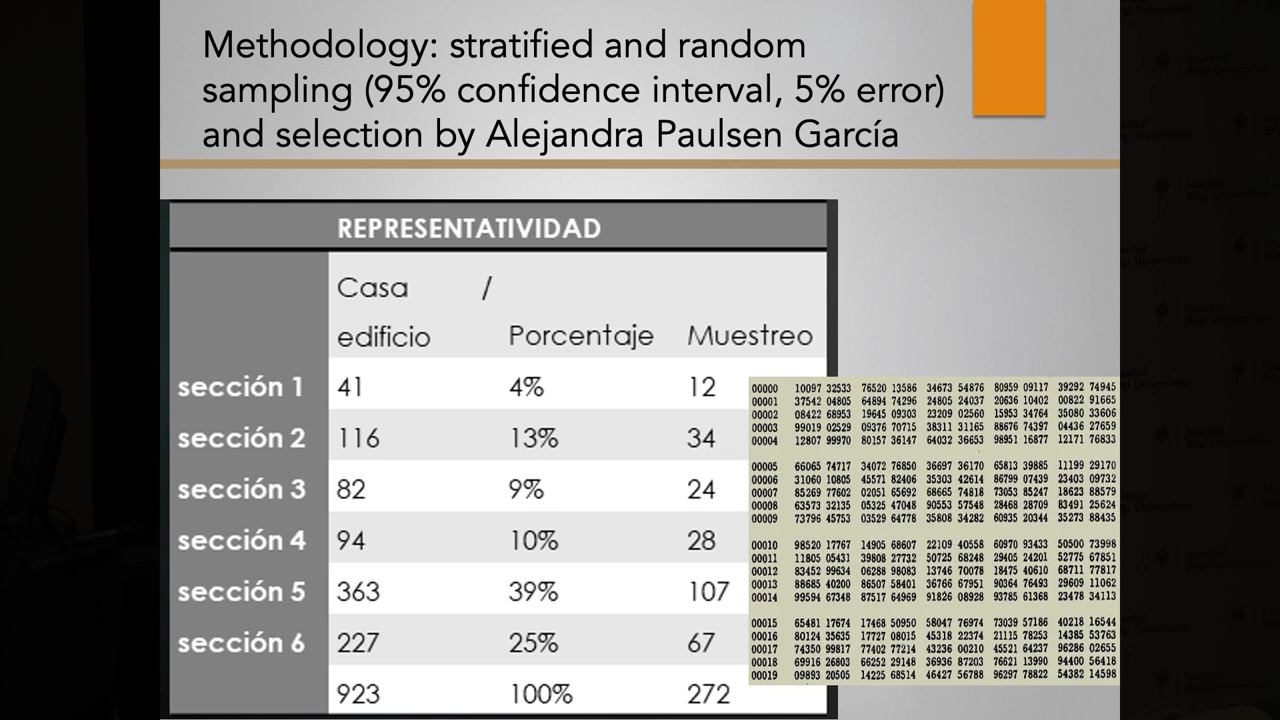 Methodology: stratified and random
sampling (95% confidence interval, 5% error)
and selection by Alejandra Paulsen García
REPRESENTATIVIDAD
Casa /
edificio Porcentaje Muestreo
sección 1 41 4% 12
sección 2 116 13% 34
sección 3 82 9% 24
sección 4 94 10% 28
sección 5 363 39% 107
sección 6 227 25% 67
923 100% 272
00000 10097 32533 76520 13586 34673 54876 80959 09117 39292 74945
00001 37542 04805 64894 74296 24805 24037 20636 10402 00822 91665
00002 08422 68953 19645 09303 23209 02560 15953 34764 35080 33606
00003 99019 02529 09376 70715 38311 31165 88676 74397 04436 27659
00004 12807 99970 80157 36147 64032 36653 98951 16877 12171 76833
00005 66065 74717 34072 76850 36697 36170 65813 39885 11199 29170
00006 31060 10805 45571 82406 35303 42614 86799 07439 23403 09732
00007 85269 77602 02051 65692 68665 74818 73053 85247 18623 88579
00008 63573 32135 05325 47048 90553 57548 28468 28709 83491 25624
00009 73796 45753 03529 64778 35808 34282 60935 20344 35273 88435
00010 98520 17767 14905 68607 22109 40558 60970 93433 50500 73998
00011 11805 05431 39808 27732 50725 68248 29405 24201 52775 67851
00012 83452 99634 06288 98083 13746 70078 18475 40610 68711 77817
00013 88685 40200 86507 58401 36766 67951 90364 76493 29609 11062
00014 99594 67348 87517 64969 91826 08928 93785 61368 23478 34113
00015 65481 17674 17468 50950 58047 76974 73039 57186 40218 16544
00016 80124 35635 17727 08015 45318 22374 21115 78253 14385 53763
00017 74350 99817 77402 77214 43236 00210 45521 64237 96286 02655
00018 69916 26803 66252 29148 36936 87203 76621 13990 94400 56418
00019 09893 20505 14225 68514 46427 56788 96297 78822 54382 14598